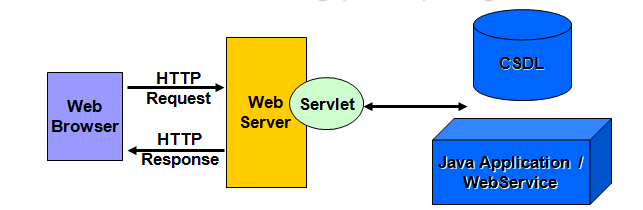 Web
Browser
HTTP
Request
HTTP
Response
Web
Server
Servlet
CSDL
Java Application /
WebService